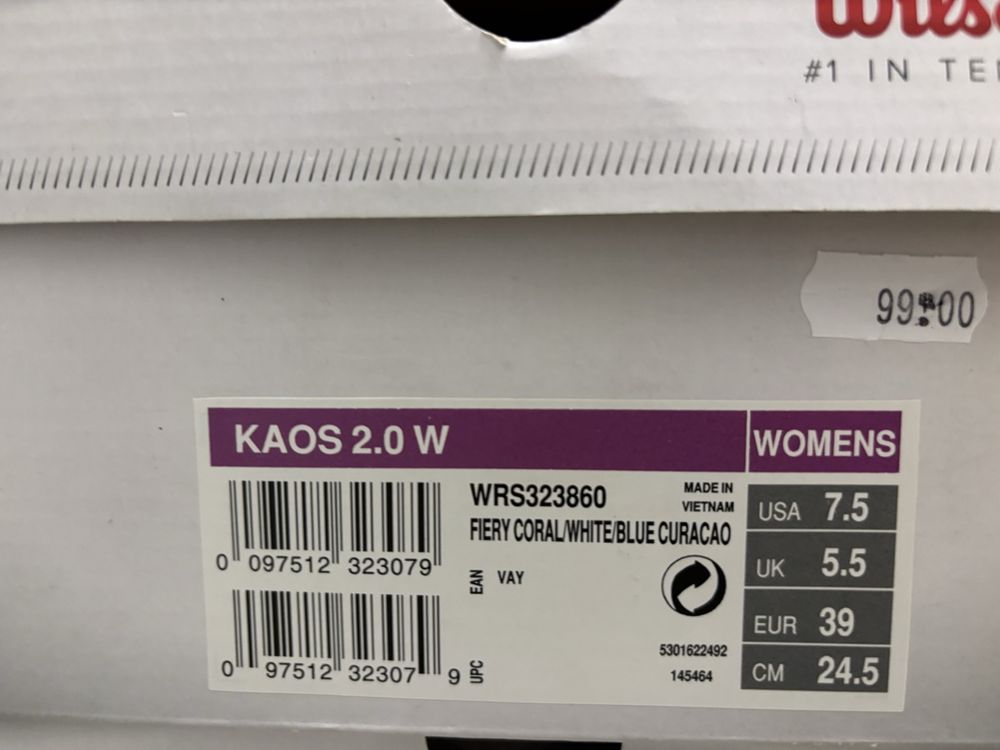 #1 IN
99.00
KAOS 2.0 W
WOMENS
WRS323860
MADE IN
VIETNAM
FIERY CORAL/WHITE/BLUE CURACAO
0 097512 323079
EAN
VAY
0 97512 32307 9
UPC
5301622492
145464
USA 7.5
UK 5.5
EUR 39
CM 24.5